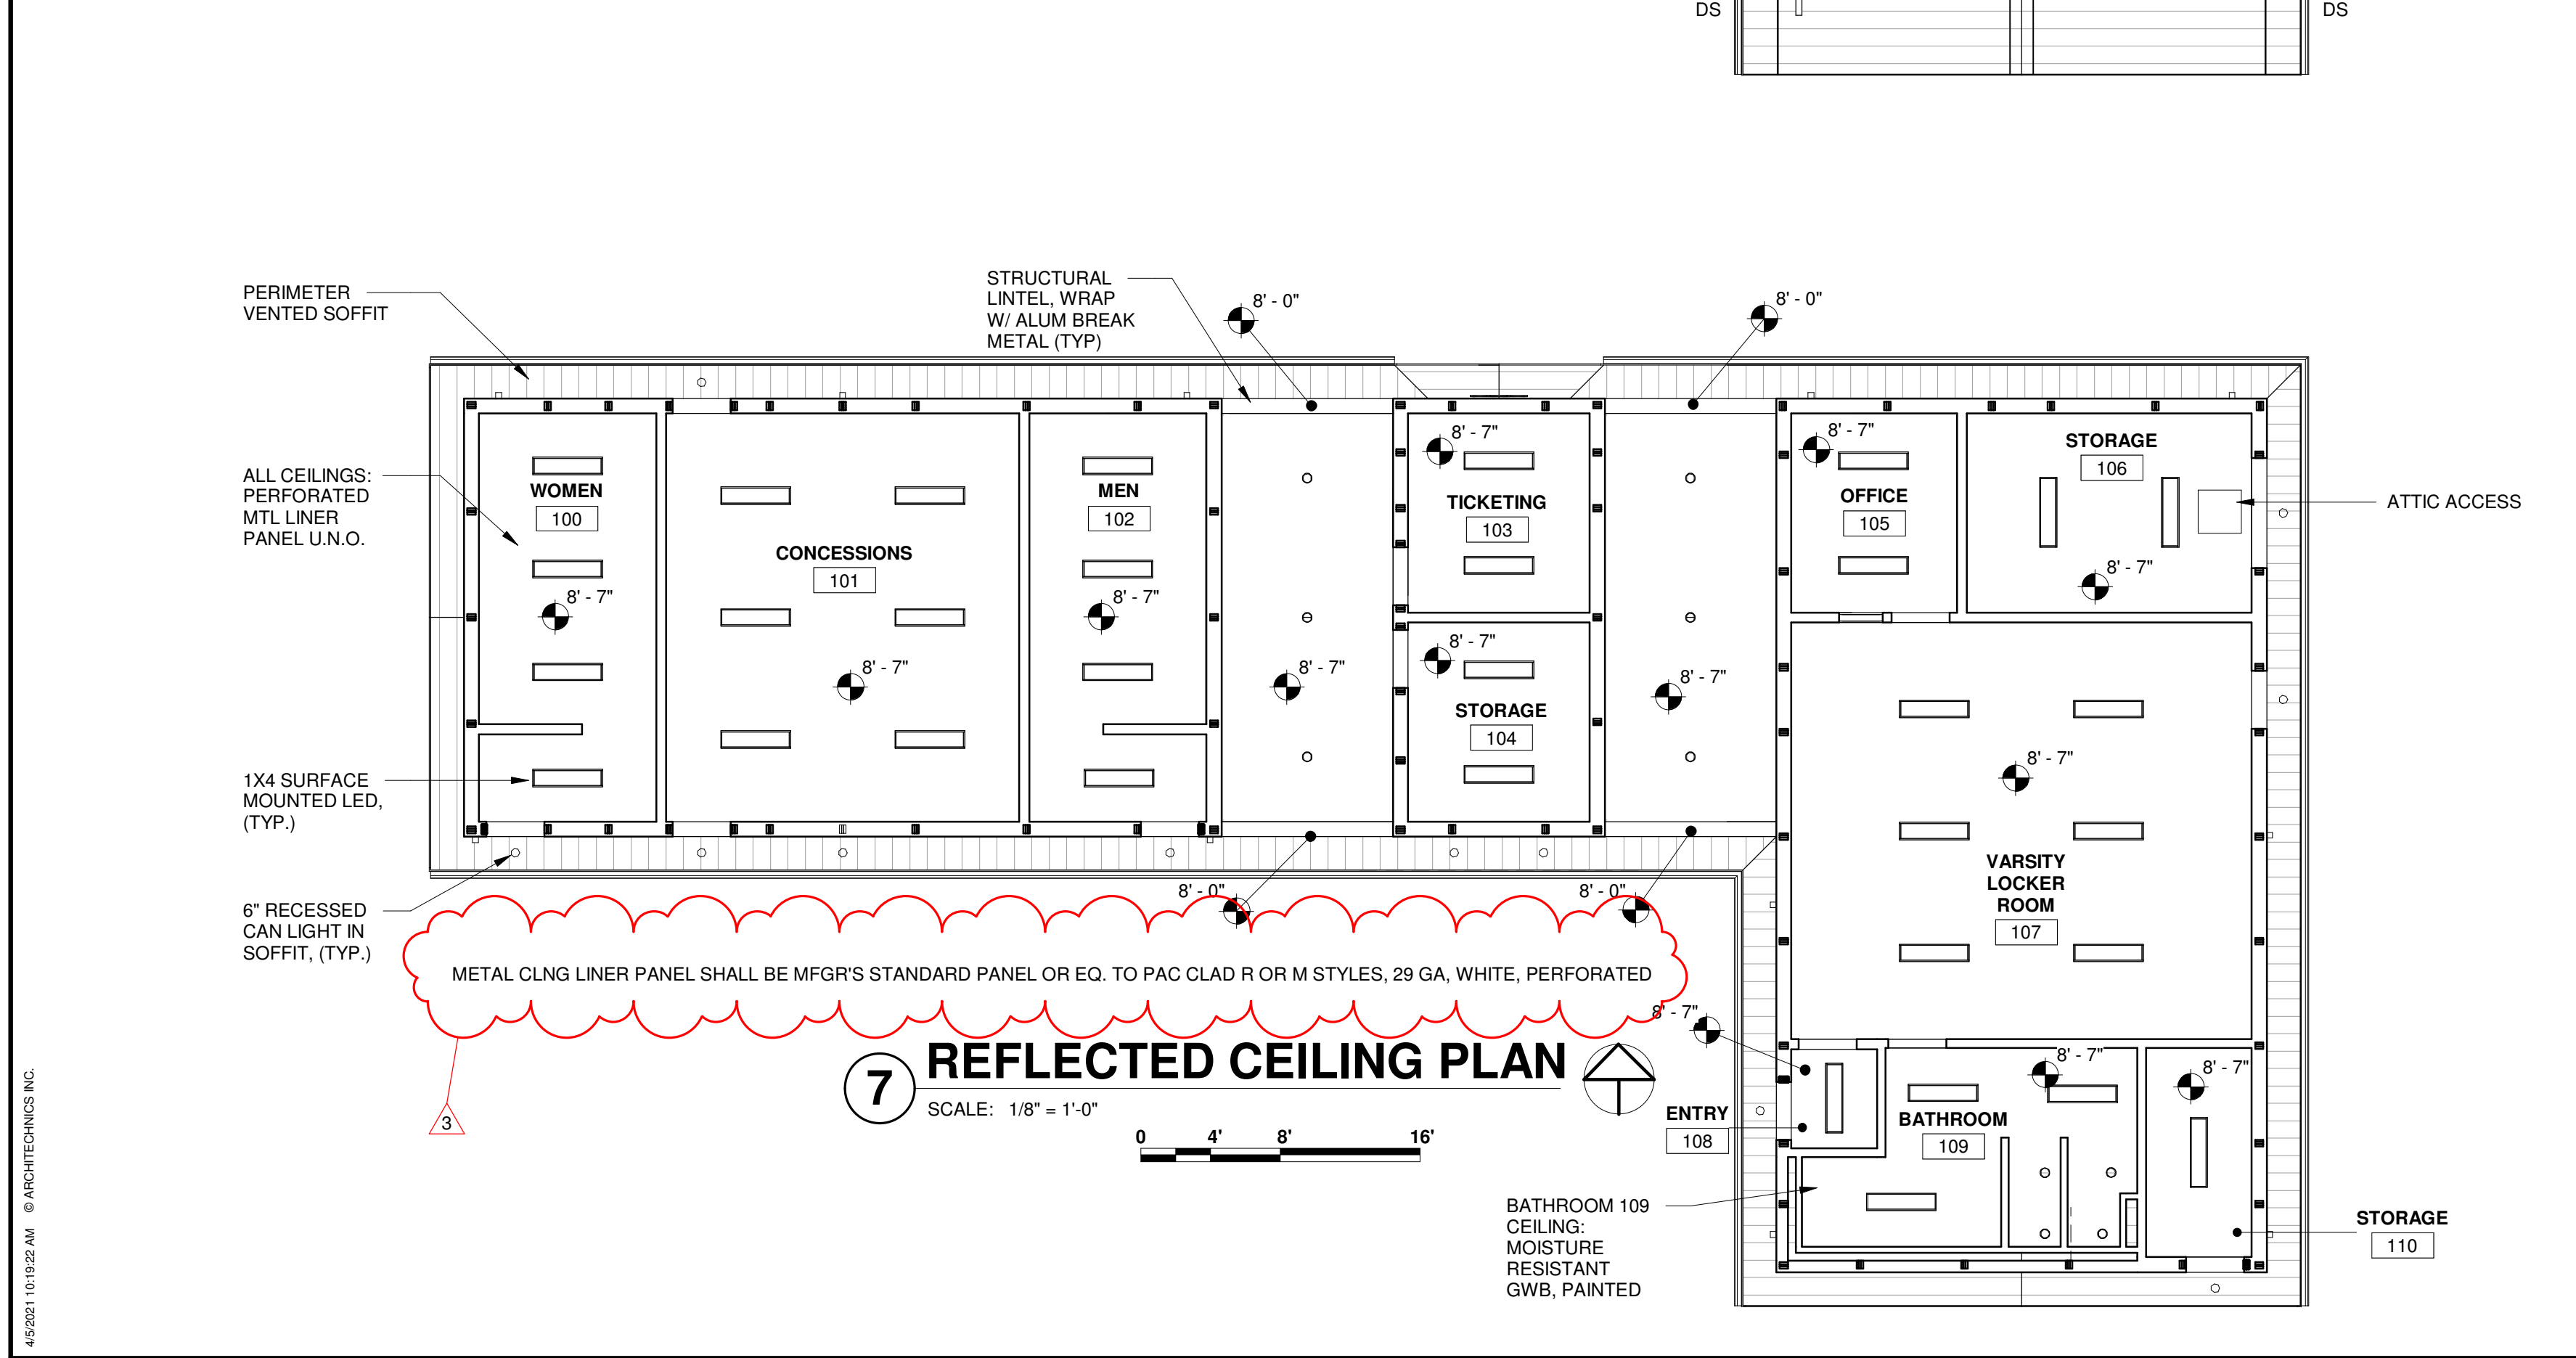 DS
DS
PERIMETER
VENTED SOFFIT
STRUCTURAL
LINTEL, WRAP
W/ ALUM BREAK
METAL (TYP)
8' - 0"
8' - 0"
ALL CEILINGS:
PERFORATED
MTL LINER
PANEL U.N.O.
WOMEN
100
8' - 7"
CONCESSIONS
101
8' - 7"
MEN
102
8' - 7"
8' - 7"
8' - 7"
TICKETING
103
8' - 7"
STORAGE
104
8' - 7"
8' - 7"
OFFICE
105
STORAGE
106
8' - 7"
ATTIC ACCESS
8' - 7"
VARSITY
LOCKER
ROOM
107
1X4 SURFACE
MOUNTED LED,
(TYP.)
6" RECESSED
CAN LIGHT IN
SOFFIT, (TYP.)
8' - 0"
8' - 0"
METAL CLNG LINER PANEL SHALL BE MFGR'S STANDARD PANEL OR EQ. TO PAC CLAD R OR M STYLES, 29 GA, WHITE, PERFORATED
3
8' - 7"
7
REFLECTED CEILING PLAN
SCALE: 1/8" = 1'-0"
0 4' 8' 16'
ENTRY
108
8' - 7"
BATHROOM
109
8' - 7"
BATHROOM 109
CEILING:
MOISTURE
RESISTANT
GWB, PAINTED
STORAGE
110
4/5/2021 10:19:22 AM © ARCHITECHNICS INC.